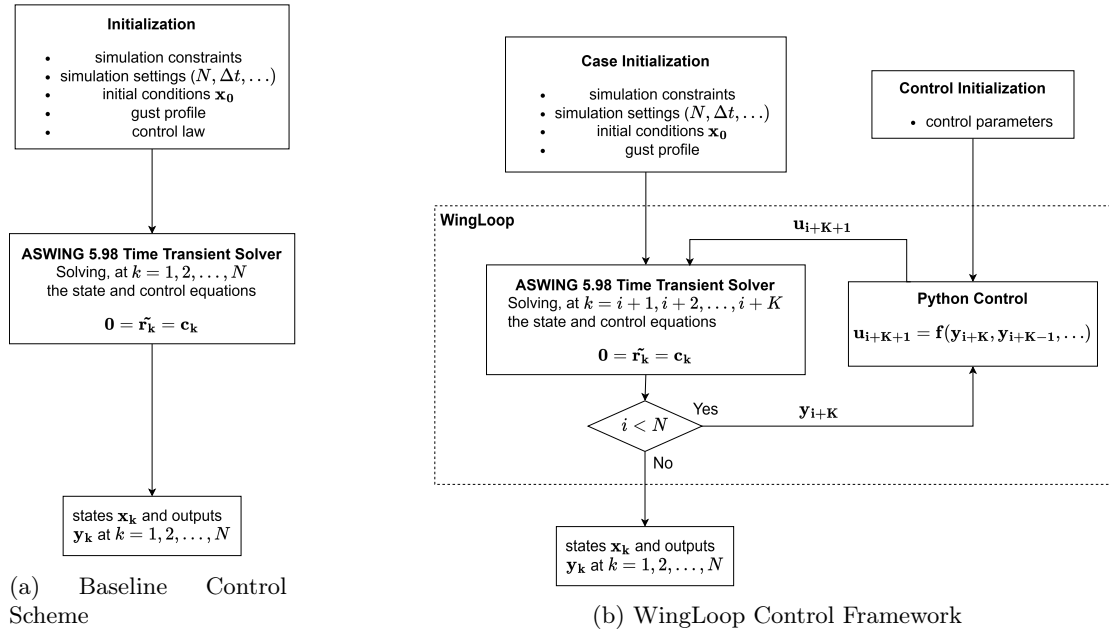 Initialization
• simulation constraints
• simulation settings (N, Δt, . . .)
• initial conditions x₀
• gust profile
• control law
ASWING 5.98 Time Transient Solver
Solving, at k = 1, 2, . . . , N
the state and control equations
0 = r̃ₖ = cₖ
states xₖ and outputs
yₖ at k = 1, 2, . . . , N
(a) Baseline Control
Scheme
Case Initialization
• simulation constraints
• simulation settings (N, Δt, . . .)
• initial conditions x₀
• gust profile
Control Initialization
• control parameters
WingLoop
u_{i+K+1}
ASWING 5.98 Time Transient Solver
Solving, at k = i + 1, i + 2, . . . , i + K
the state and control equations
0 = r̃ₖ = cₖ
Python Control
u_{i+K+1} = f(y_{i+K}, y_{i+K−1}, . . .)
i < N
Yes
y_{i+K}
No
states xₖ and outputs
yₖ at k = 1, 2, . . . , N
(b) WingLoop Control Framework